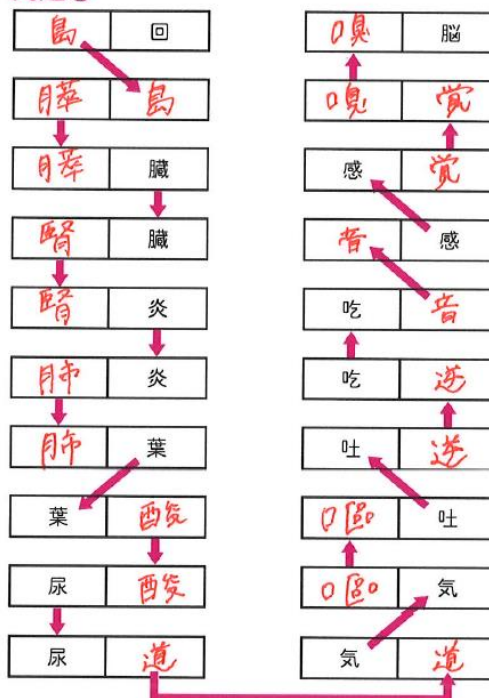 島 回
膵 島
膵 臓
腎 臓
腎 炎
肺 炎
肺 葉
葉 酸
尿 酸
尿 道
嗅 脳
嗅 覚
感 覚
音 感
吃 音
吃 逆
吐 逆
嘔 吐
嘔 気
気 道